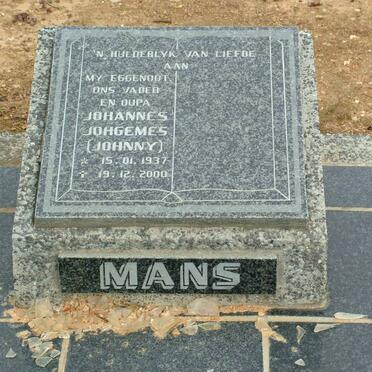 'N HULDEBLYK VAN LIEFDE
AAN
MY EGGENOOT,
ONS VADER
EN OUPA
JOHANNES
JOHGEMES
(JOHNNY)
* 15.01.1937
✝ 19.12.2000
MANS